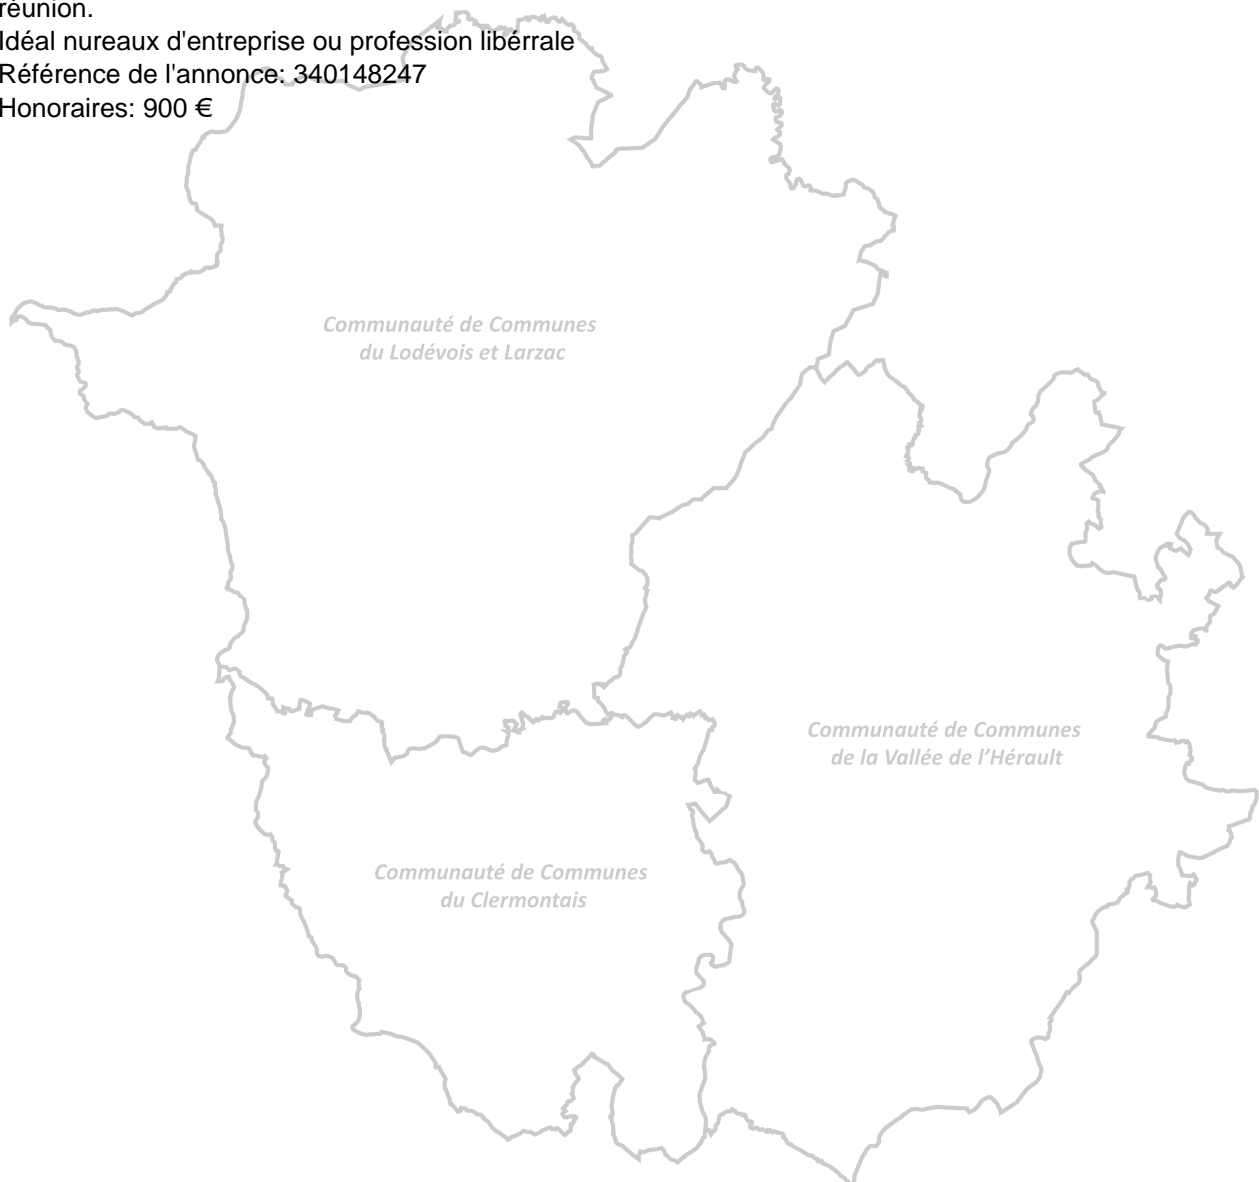 réunion.
Idéal nureaux d'entreprise ou profession libérrale
Référence de l'annonce: 340148247
Honoraires: 900 €
Communauté de Communes
du Lodévois et Larzac
Communauté de Communes
de la Vallée de l’Hérault
Communauté de Communes
du Clermontais